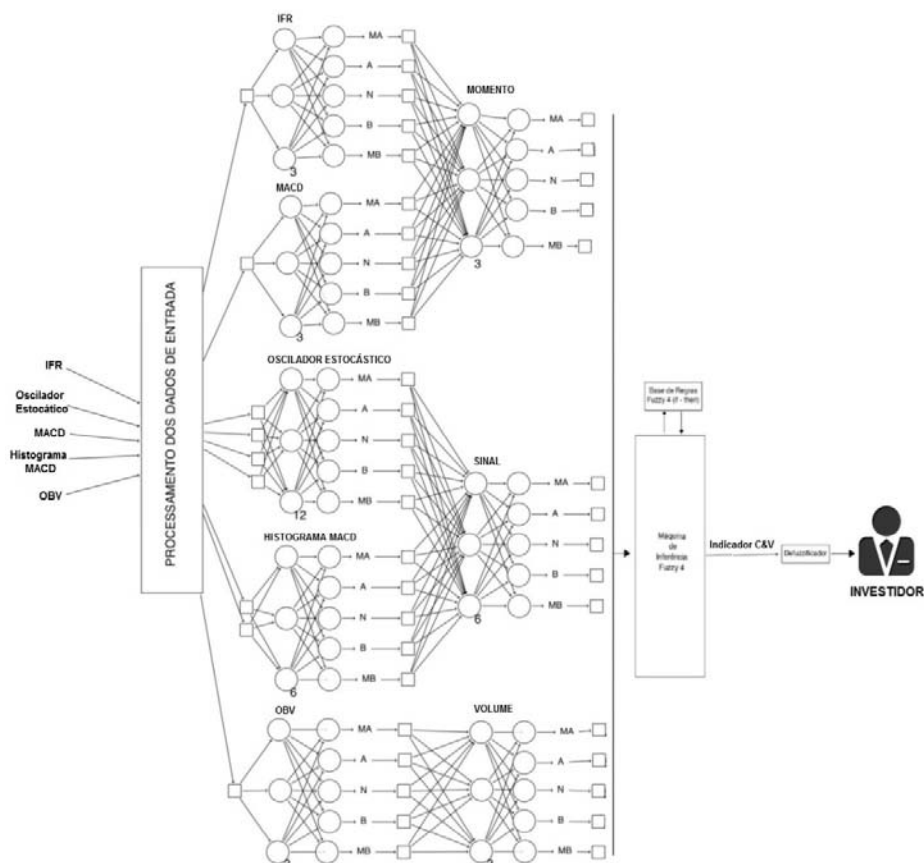 IFR
MA
A
N
B
MB
3
MOMENTO
MA
A
N
B
MB
3
MACD
MA
A
N
B
MB
3
PROCESSAMENTO DOS DADOS DE ENTRADA
IFR
Oscilador
Estocático
MACD
Histograma
MACD
OBV
OSCILADOR ESTOCÁSTICO
MA
A
N
B
MB
12
SINAL
MA
A
N
B
MB
6
HISTOGRAMA MACD
MA
A
N
B
MB
6
OBV
MA
A
N
B
MB
VOLUME
MA
A
N
B
MB
Base de Regras
Fuzzy 4 (if - then)
Máquina
de
Inferência
Fuzzy 4
Indicador C&V
Defuzzificador
INVESTIDOR